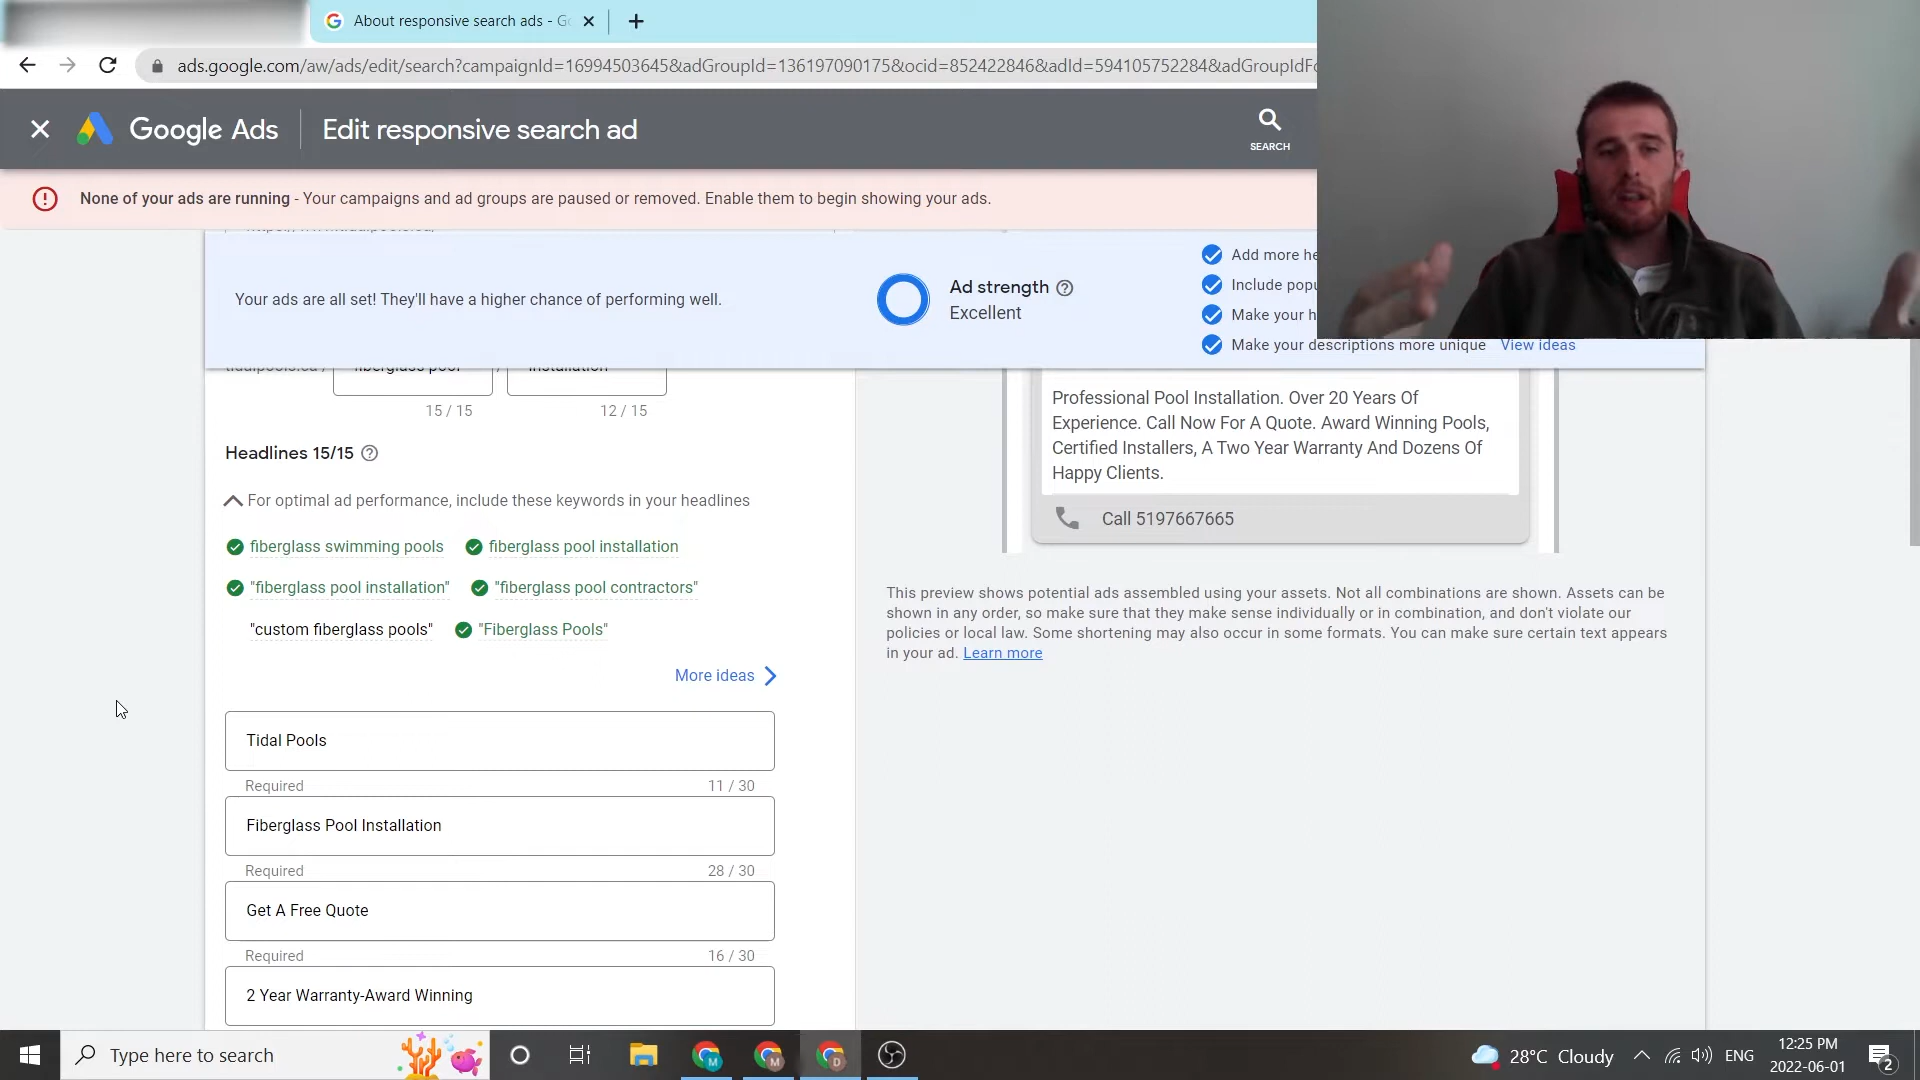 About responsive search ads - Go
ads.google.com/aw/ads/edit/search?campaignId=16994503645&adGroupId=136197090175&ocid=852422846&adId=594105752284&adGroupIdFo
Google Ads
Edit responsive search ad
SEARCH
None of your ads are running - Your campaigns and ad groups are paused or removed. Enable them to begin showing your ads.
Your ads are all set! They'll have a higher chance of performing well.
Ad strength
Excellent
Add more he
Include popu
Make your h
Make your descriptions more unique View ideas
tidalpools.ca / fiberglass pool / installation
15 / 15
12 / 15
Headlines 15/15
For optimal ad performance, include these keywords in your headlines
fiberglass swimming pools
fiberglass pool installation
"fiberglass pool installation"
"fiberglass pool contractors"
"custom fiberglass pools"
"Fiberglass Pools"
More ideas
Tidal Pools
Required
11 / 30
Fiberglass Pool Installation
Required
28 / 30
Get A Free Quote
Required
16 / 30
2 Year Warranty-Award Winning
Professional Pool Installation. Over 20 Years Of
Experience. Call Now For A Quote. Award Winning Pools,
Certified Installers, A Two Year Warranty And Dozens Of
Happy Clients.
Call 5197667665
This preview shows potential ads assembled using your assets. Not all combinations are shown. Assets can be
shown in any order, so make sure that they make sense individually or in combination, and don't violate our
policies or local law. Some shortening may also occur in some formats. You can make sure certain text appears
in your ad. Learn more
Type here to search
M
M
D
28°C Cloudy
ENG
12:25 PM
2022-06-01
2